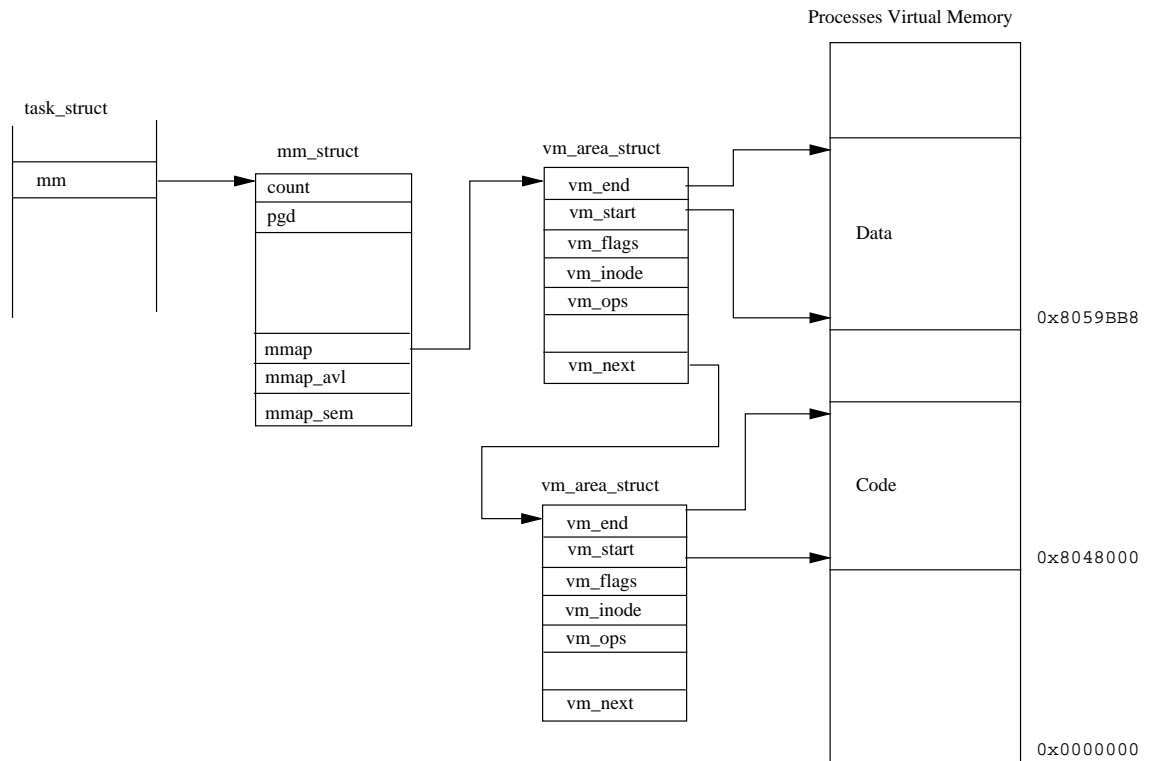 Processes Virtual Memory
task_struct
mm
mm_struct
count
pgd
mmap
mmap_avl
mmap_sem
vm_area_struct
vm_end
vm_start
vm_flags
vm_inode
vm_ops
vm_next
vm_area_struct
vm_end
vm_start
vm_flags
vm_inode
vm_ops
vm_next
Data
0x8059BB8
Code
0x8048000
0x0000000